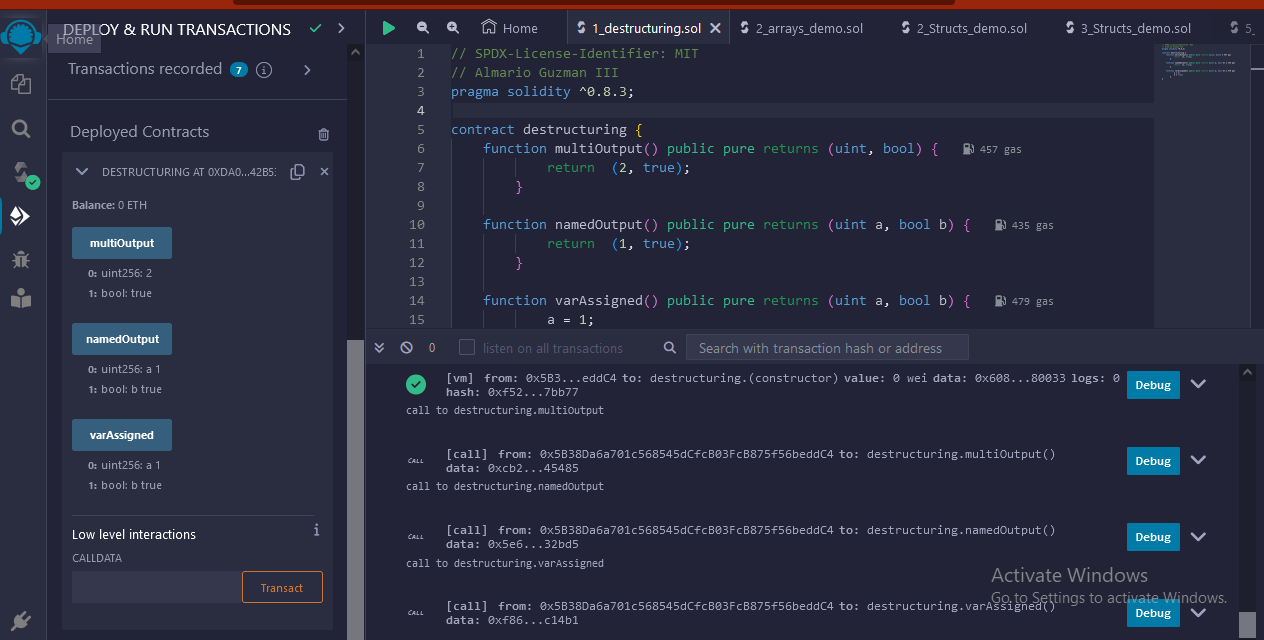 DEPLOY & RUN TRANSACTIONS
Home
Transactions recorded 7 i
Deployed Contracts
DESTRUCTURING AT 0XDA0...42B53
Balance: 0 ETH
multiOutput
0: uint256: 2
1: bool: true
namedOutput
0: uint256: a 1
1: bool: b true
varAssigned
0: uint256: a 1
1: bool: b true
Low level interactions i
CALLDATA
Transact
Home 1_destructuring.sol 2_arrays_demo.sol 2_Structs_demo.sol 3_Structs_demo.sol 5_
1 // SPDX-License-Identifier: MIT
2 // Almario Guzman III
3 pragma solidity ^0.8.3;
4
5 contract destructuring {
6 function multiOutput() public pure returns (uint, bool) { 457 gas
7 return (2, true);
8 }
9
10 function namedOutput() public pure returns (uint a, bool b) { 435 gas
11 return (1, true);
12 }
13
14 function varAssigned() public pure returns (uint a, bool b) { 479 gas
15 a = 1;
0 listen on all transactions Search with transaction hash or address
[vm] from: 0x5B3...eddC4 to: destructuring.(constructor) value: 0 wei data: 0x608...80033 logs: 0
hash: 0xf52...7bb77
Debug
call to destructuring.multiOutput
CALL [call] from: 0x5B38Da6a701c568545dCfcB03FcB875f56beddC4 to: destructuring.multiOutput()
data: 0xcb2...45485
Debug
call to destructuring.namedOutput
CALL [call] from: 0x5B38Da6a701c568545dCfcB03FcB875f56beddC4 to: destructuring.namedOutput()
data: 0x5e6...32bd5
Debug
call to destructuring.varAssigned
CALL [call] from: 0x5B38Da6a701c568545dCfcB03FcB875f56beddC4 to: destructuring.varAssigned()
data: 0xf86...c14b1
Debug
Activate Windows
Go to Settings to activate Windows.